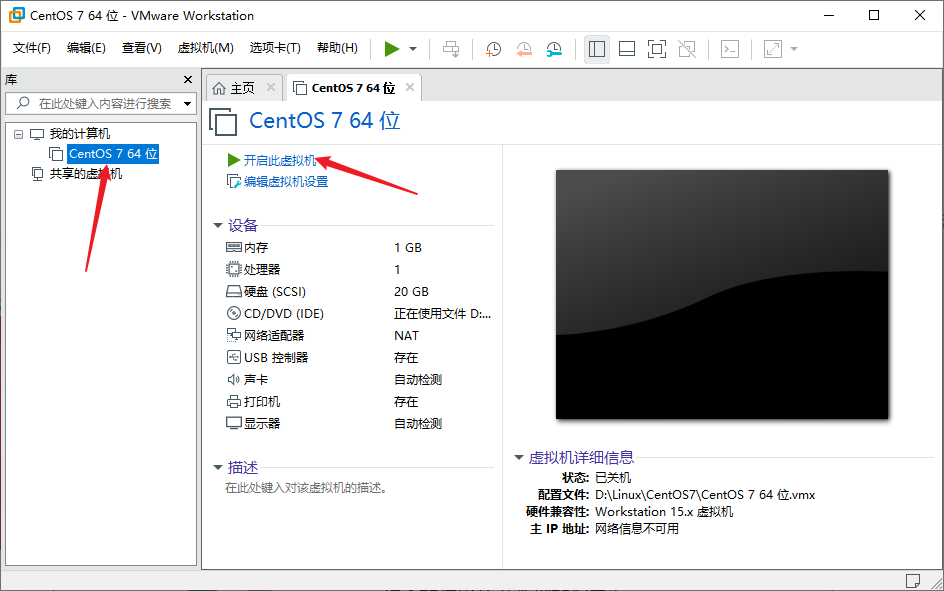 CentOS 7 64 位 - VMware Workstation
文件(F) 编辑(E) 查看(V) 虚拟机(M) 选项卡(T) 帮助(H)
库
在此处键入内容进行搜索
我的计算机
CentOS 7 64 位
共享的虚拟机
主页
CentOS 7 64 位
CentOS 7 64 位
开启此虚拟机
编辑虚拟机设置
设备
内存 1 GB
处理器 1
硬盘 (SCSI) 20 GB
CD/DVD (IDE) 正在使用文件 D:...
网络适配器 NAT
USB 控制器 存在
声卡 自动检测
打印机 存在
显示器 自动检测
描述
在此处键入对该虚拟机的描述。
虚拟机详细信息
状态: 已关机
配置文件: D:\Linux\CentOS7\CentOS 7 64 位.vmx
硬件兼容性: Workstation 15.x 虚拟机
主 IP 地址: 网络信息不可用